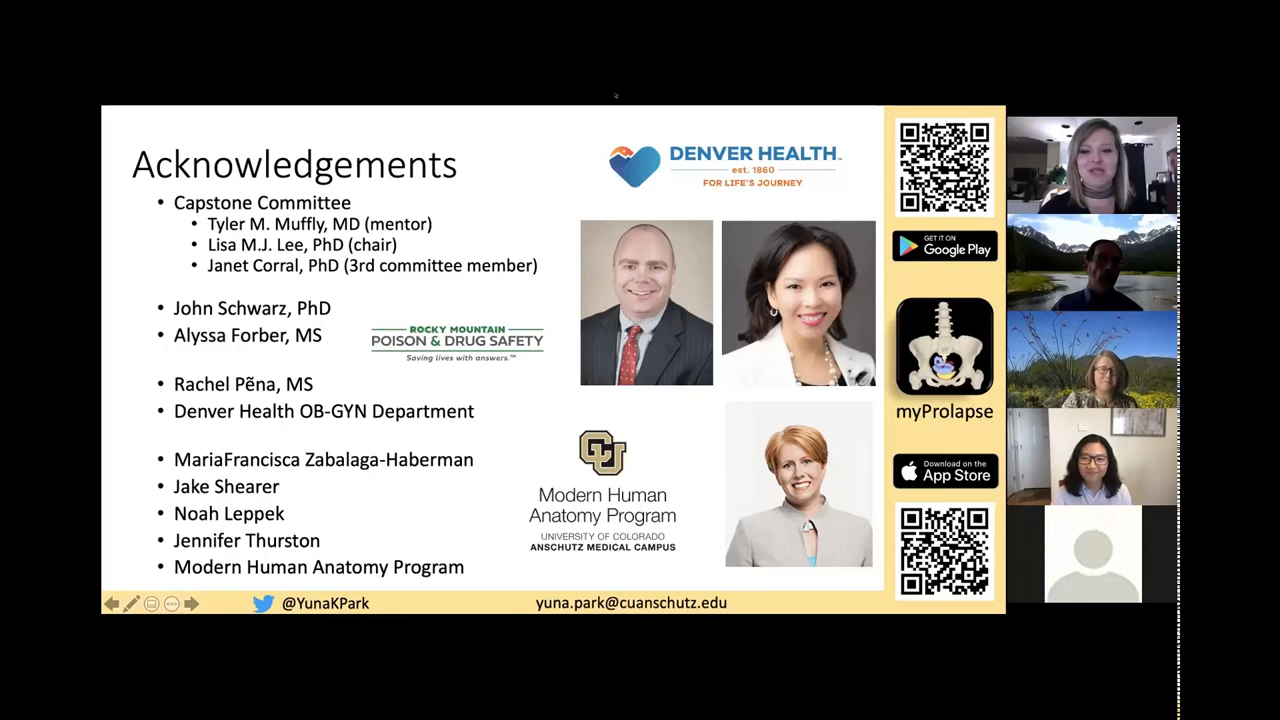 Acknowledgements
• Capstone Committee
• Tyler M. Muffly, MD (mentor)
• Lisa M.J. Lee, PhD (chair)
• Janet Corral, PhD (3rd committee member)
• John Schwarz, PhD
• Alyssa Forber, MS
ROCKY MOUNTAIN
POISON & DRUG SAFETY
Saving lives with answers.™
• Rachel Pẽna, MS
• Denver Health OB-GYN Department
• MariaFrancisca Zabalaga-Haberman
• Jake Shearer
• Noah Leppek
• Jennifer Thurston
• Modern Human Anatomy Program
DENVER HEALTH™
est. 1860
FOR LIFE'S JOURNEY
CU
Modern Human
Anatomy Program
UNIVERSITY OF COLORADO
ANSCHUTZ MEDICAL CAMPUS
GET IT ON
Google Play
myProlapse
Download on the
App Store
@YunaKPark
yuna.park@cuanschutz.edu